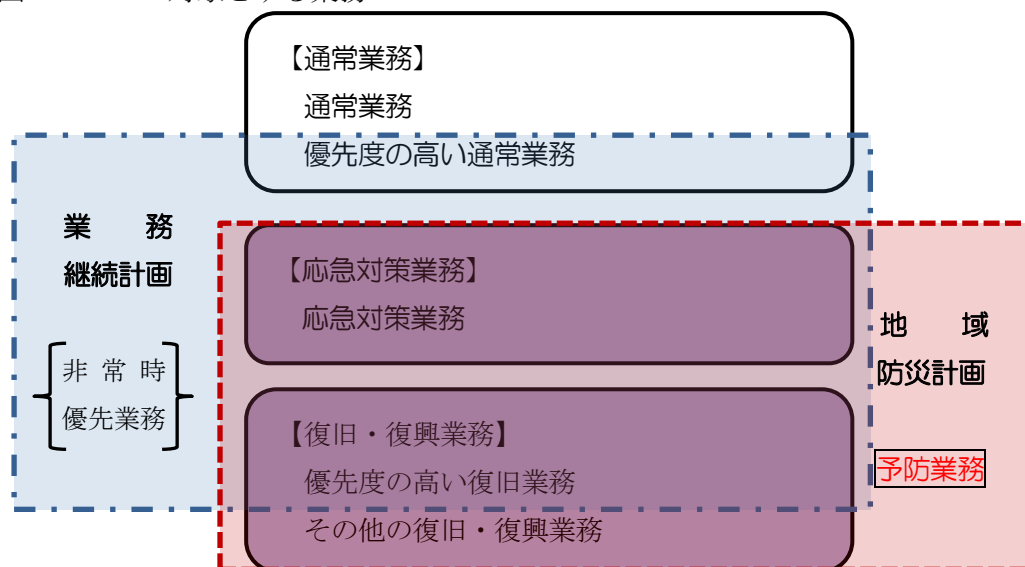 【通常業務】
通常業務
優先度の高い通常業務
業　務
継続計画
非常時
優先業務
【応急対策業務】
応急対策業務
【復旧・復興業務】
優先度の高い復旧業務
その他の復旧・復興業務
地　域
防災計画
予防業務